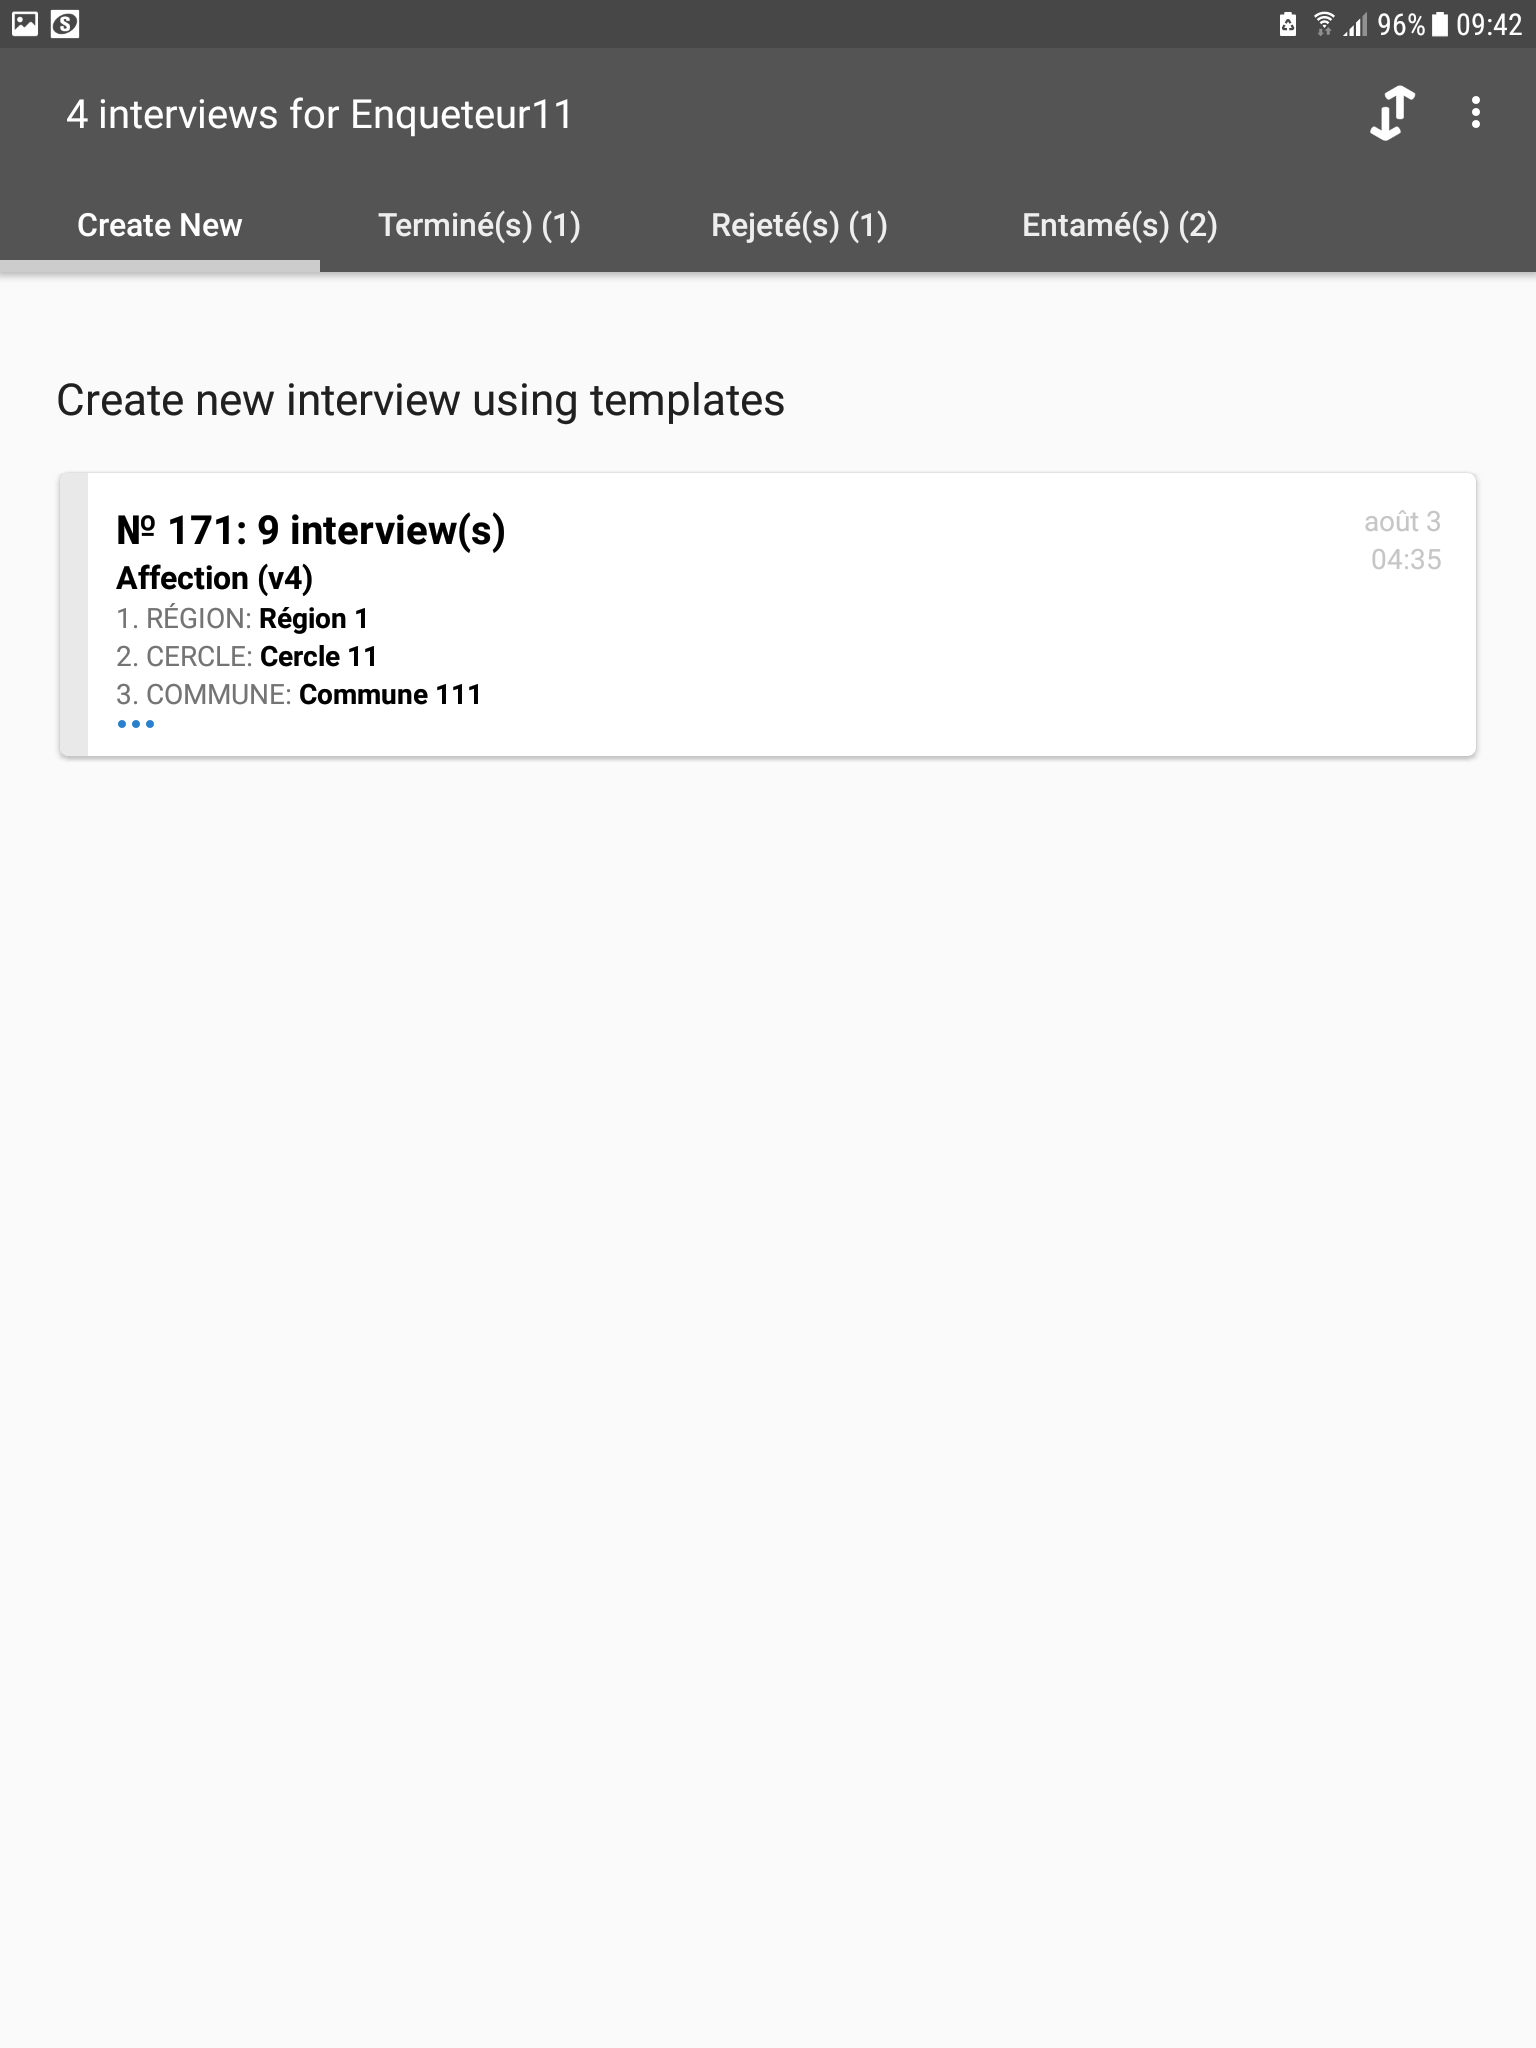 96% 09:42
4 interviews for Enqueteur11
Create New Terminé(s) (1) Rejeté(s) (1) Entamé(s) (2)
Create new interview using templates
№ 171: 9 interview(s)
août 3
04:35
Affection (v4)
1. RÉGION: Région 1
2. CERCLE: Cercle 11
3. COMMUNE: Commune 111